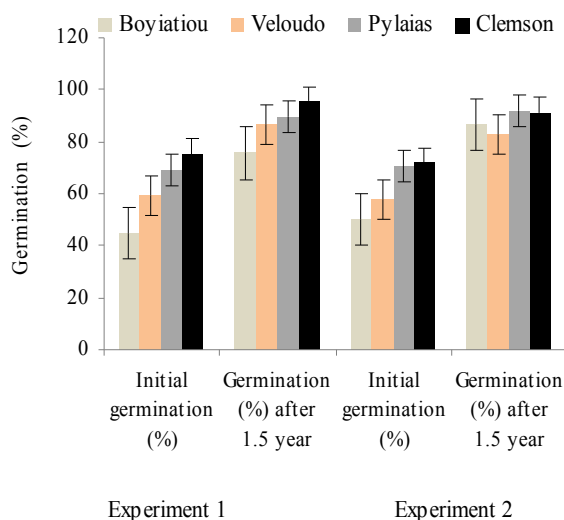 Boyiatiou Veloudo Pylaias Clemson
Germination (%)
120
100
80
60
40
20
0
Initial germination (%)
Germination (%) after 1.5 year
Initial germination (%)
Germination (%) after 1.5 year
Experiment 1
Experiment 2